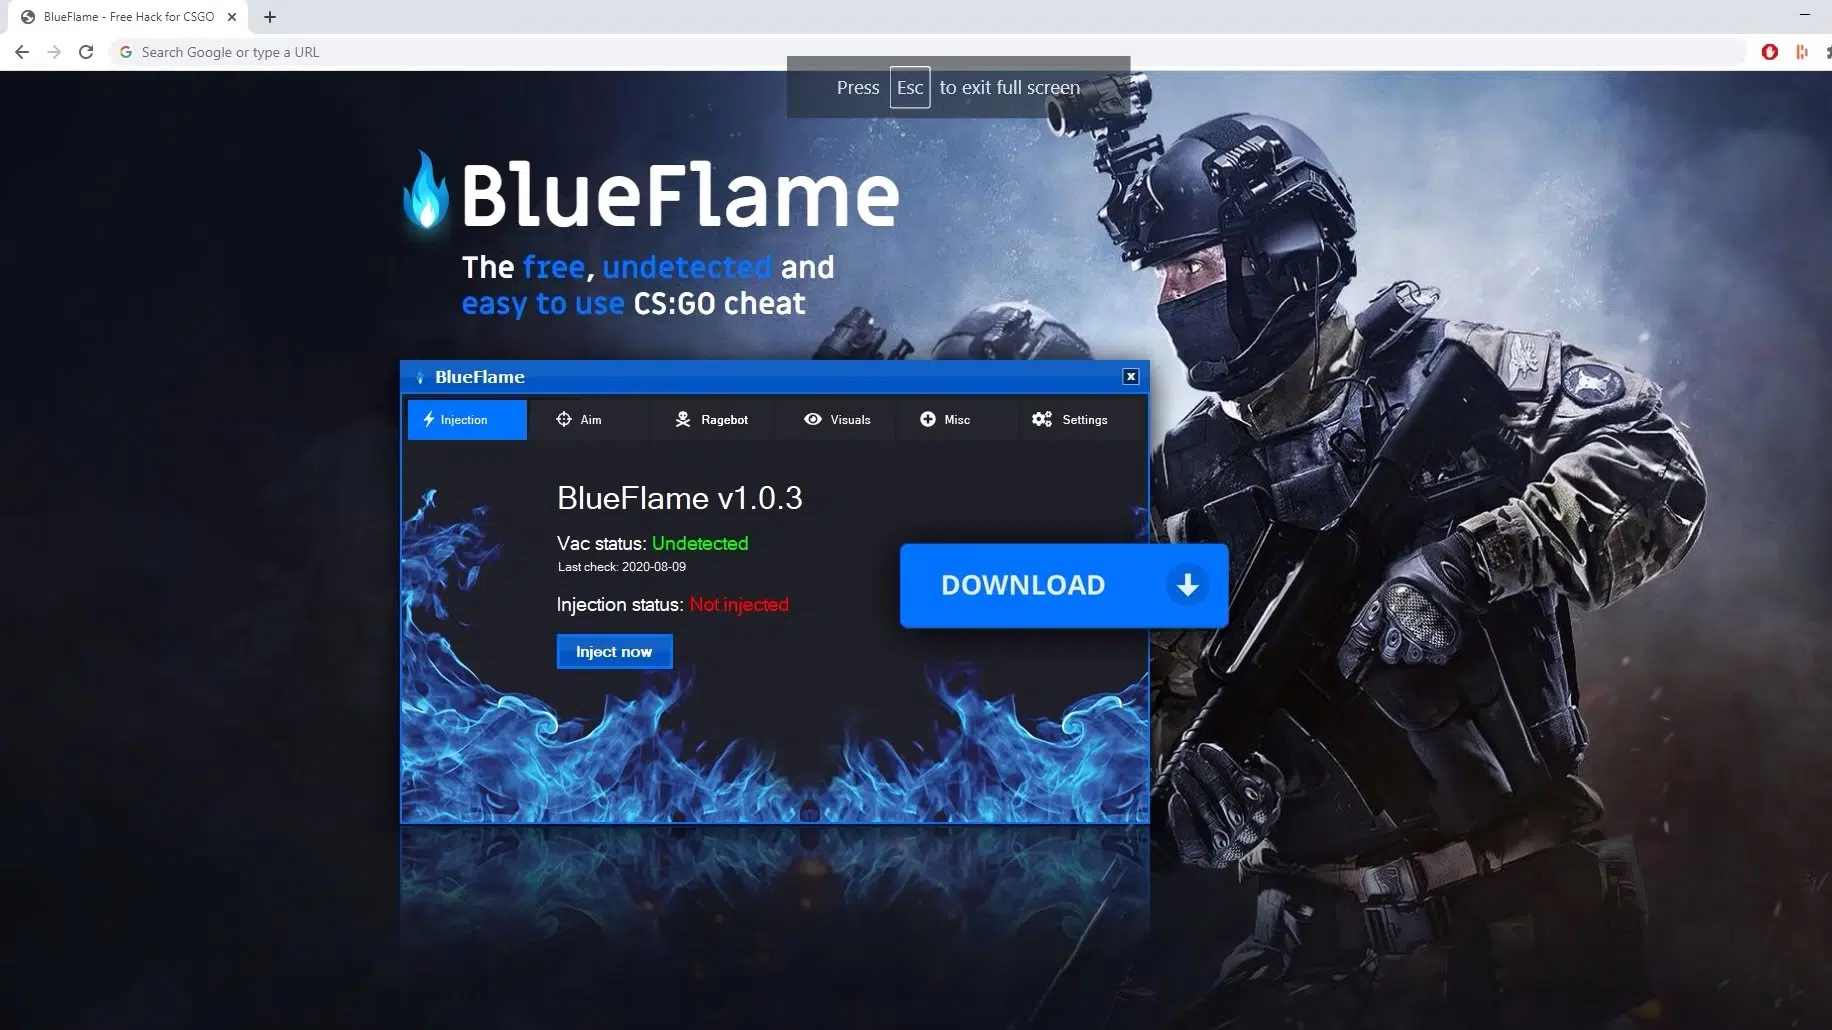 BlueFlame - Free Hack for CSGO
Search Google or type a URL
Press Esc to exit full screen
BlueFlame
The free, undetected and
easy to use CS:GO cheat
BlueFlame
Injection Aim Ragebot Visuals Misc Settings
BlueFlame v1.0.3
Vac status: Undetected
Last check: 2020-08-09
DOWNLOAD
Injection status: Not injected
Inject now